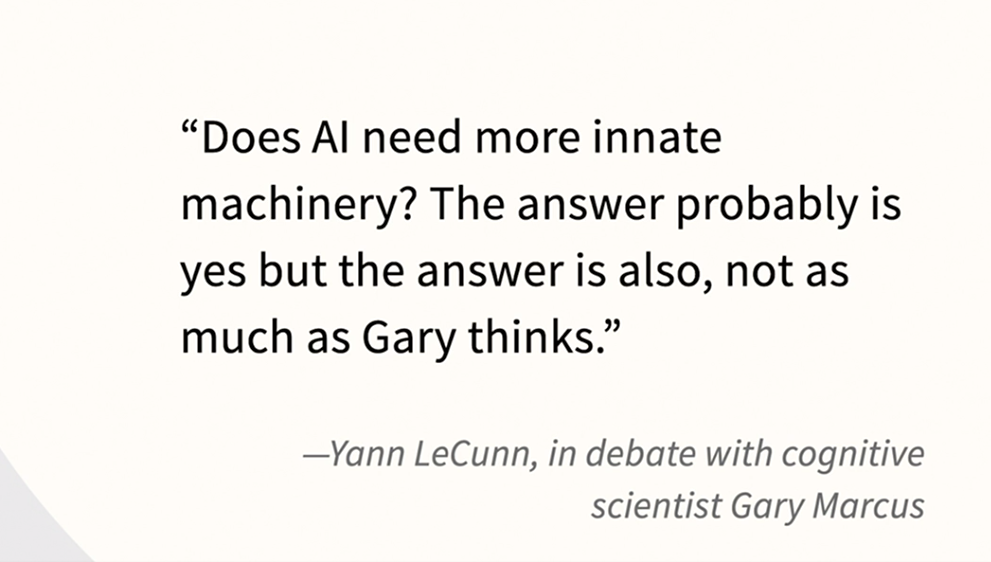 “Does AI need more innate
machinery? The answer probably is
yes but the answer is also, not as
much as Gary thinks.”
—Yann LeCunn, in debate with cognitive
scientist Gary Marcus